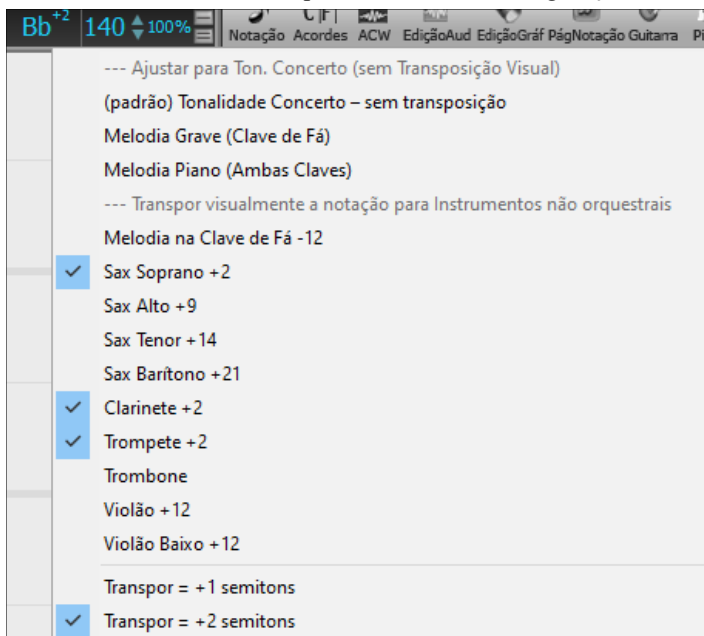 Bb+2 140 100% Notação Acordes ACW EdiçãoAud EdiçãoGráf PágNotação Guitarra
--- Ajustar para Ton. Concerto (sem Transposição Visual)
(padrão) Tonalidade Concerto – sem transposição
Melodia Grave (Clave de Fá)
Melodia Piano (Ambas Claves)
--- Transpor visualmente a notação para Instrumentos não orquestrais
Melodia na Clave de Fá -12
Sax Soprano +2
Sax Alto +9
Sax Tenor +14
Sax Barítono +21
Clarinete +2
Trompete +2
Trombone
Violão +12
Violão Baixo +12
Transpor = +1 semitons
Transpor = +2 semitons